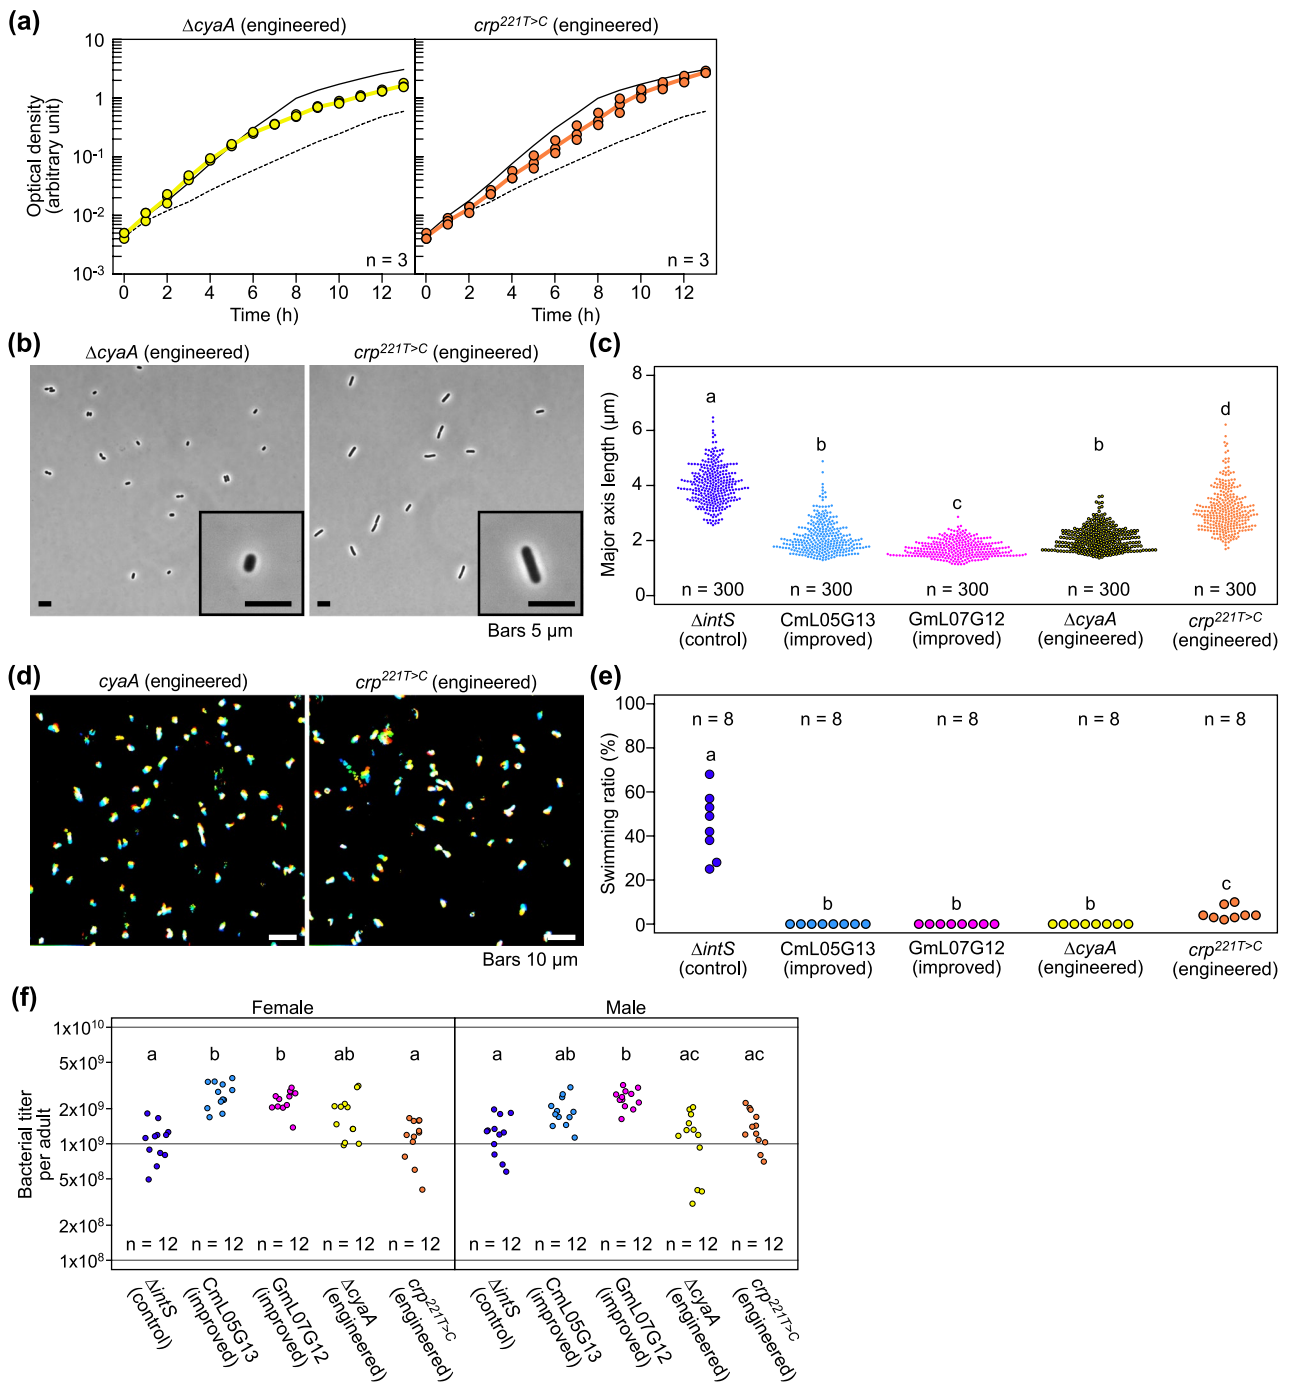 (a)
ΔcyaA (engineered)
crp221T>C (engineered)
Optical density
(arbitrary unit)
10
1
10-1
10-2
10-3
n = 3
n = 3
0 2 4 6 8 10 12
0 2 4 6 8 10 12
Time (h)
Time (h)
(b)
ΔcyaA (engineered)
crp221T>C (engineered)
Bars 5 μm
(c)
Major axis length (μm)
8
6
4
2
0
a
b
c
b
d
n = 300
n = 300
n = 300
n = 300
n = 300
ΔintS
(control)
CmL05G13
(improved)
GmL07G12
(improved)
ΔcyaA
(engineered)
crp221T>C
(engineered)
(d)
cyaA (engineered)
crp221T>C (engineered)
Bars 10 μm
(e)
Swimming ratio (%)
100
80
60
40
20
0
n = 8
n = 8
n = 8
n = 8
n = 8
a
b
b
b
c
ΔintS
(control)
CmL05G13
(improved)
GmL07G12
(improved)
ΔcyaA
(engineered)
crp221T>C
(engineered)
(f)
Female
Male
Bacterial titer
per adult
1x1010
5x109
2x109
1x109
5x108
2x108
1x108
a
b
b
ab
a
a
ab
b
ac
ac
n = 12
n = 12
n = 12
n = 12
n = 12
n = 12
n = 12
n = 12
n = 12
n = 12
ΔintS
(control)
CmL05G13
(improved)
GmL07G12
(improved)
ΔcyaA
(engineered)
crp221T>C
(engineered)
ΔintS
(control)
CmL05G13
(improved)
GmL07G12
(improved)
ΔcyaA
(engineered)
crp221T>C
(engineered)